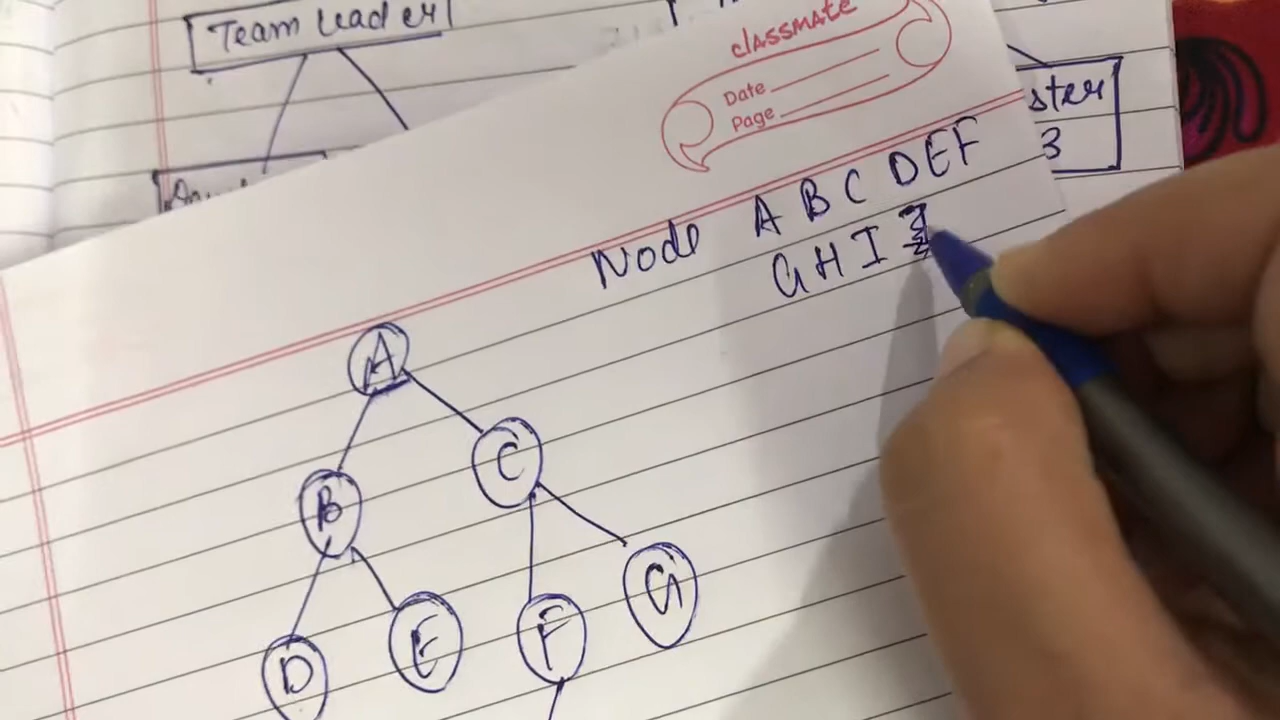 Team leader
classmate
Date
Page
ster
3
Node A B C D E F
G H I
A
C
B
G
F
E
D